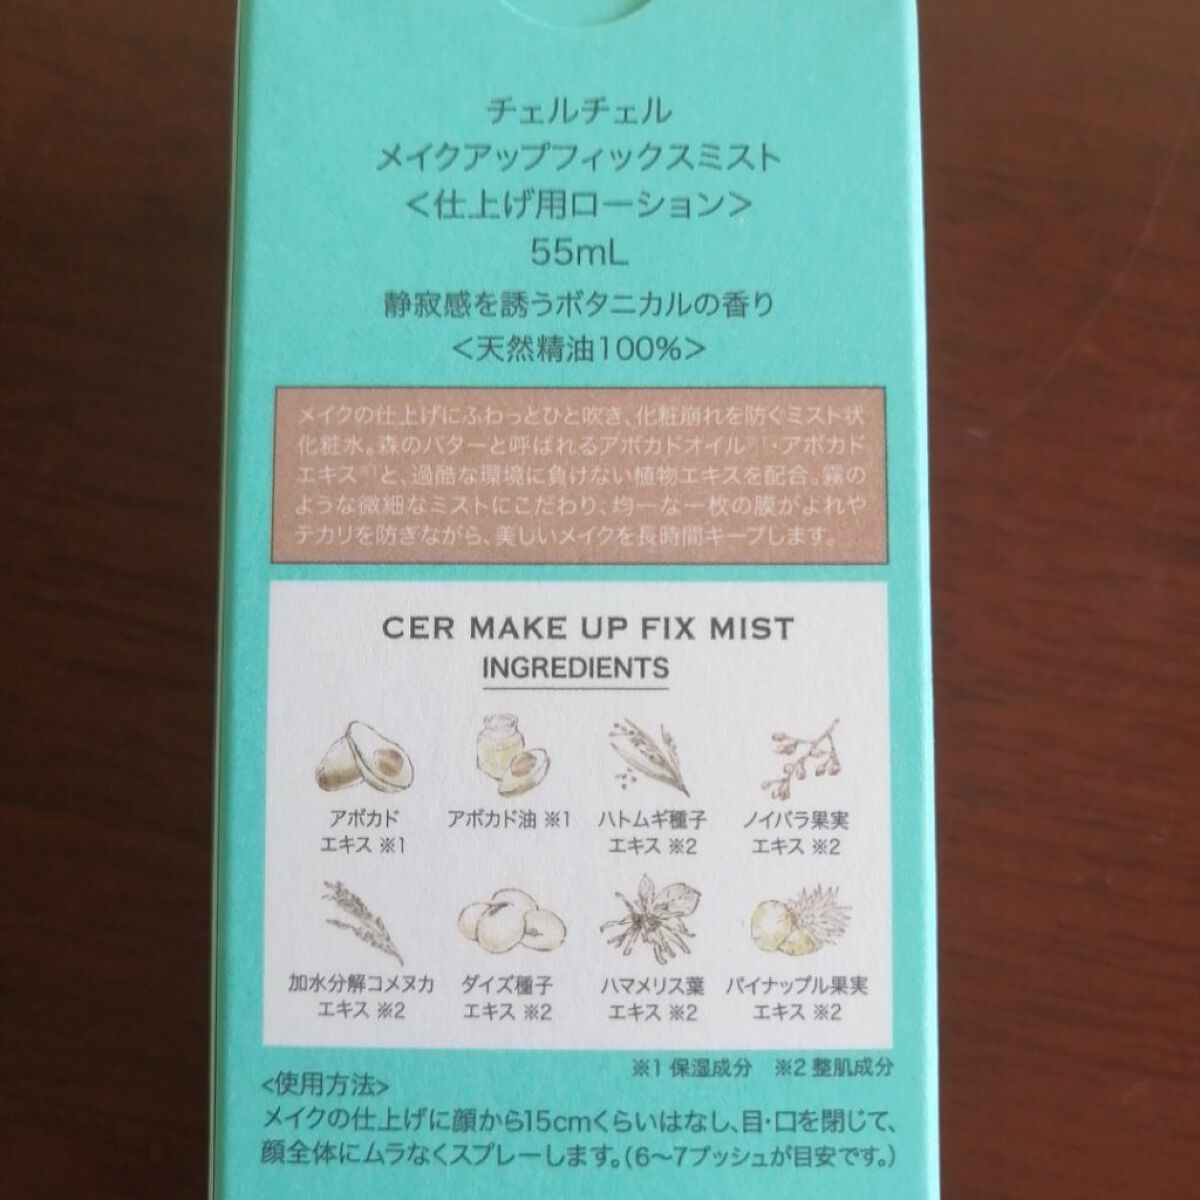 チェルチェル
メイクアップフィックスミスト
<仕上げ用ローション>
55mL
静寂感を誘うボタニカルの香り
<天然精油100%>
メイクの仕上げにふわっとひと吹き、化粧崩れを防ぐミスト状
化粧水。森のバターと呼ばれるアボカドオイル※1・アボカド
エキス※1と、過酷な環境に負けない植物エキスを配合。霧の
ような微細なミストにこだわり、均一な一枚の膜がよれや
テカリを防ぎながら、美しいメイクを長時間キープします。
CER MAKE UP FIX MIST
INGREDIENTS
アボカド
エキス ※1
アボカド油 ※1
ハトムギ種子
エキス ※2
ノイバラ果実
エキス ※2
加水分解コメヌカ
エキス ※2
ダイズ種子
エキス ※2
ハマメリス葉
エキス ※2
パイナップル果実
エキス ※2
※1 保湿成分 ※2 整肌成分
<使用方法>
メイクの仕上げに顔から15cmくらいはなし、目・口を閉じて、
顔全体にムラなくスプレーします。(6〜7プッシュが目安です。)